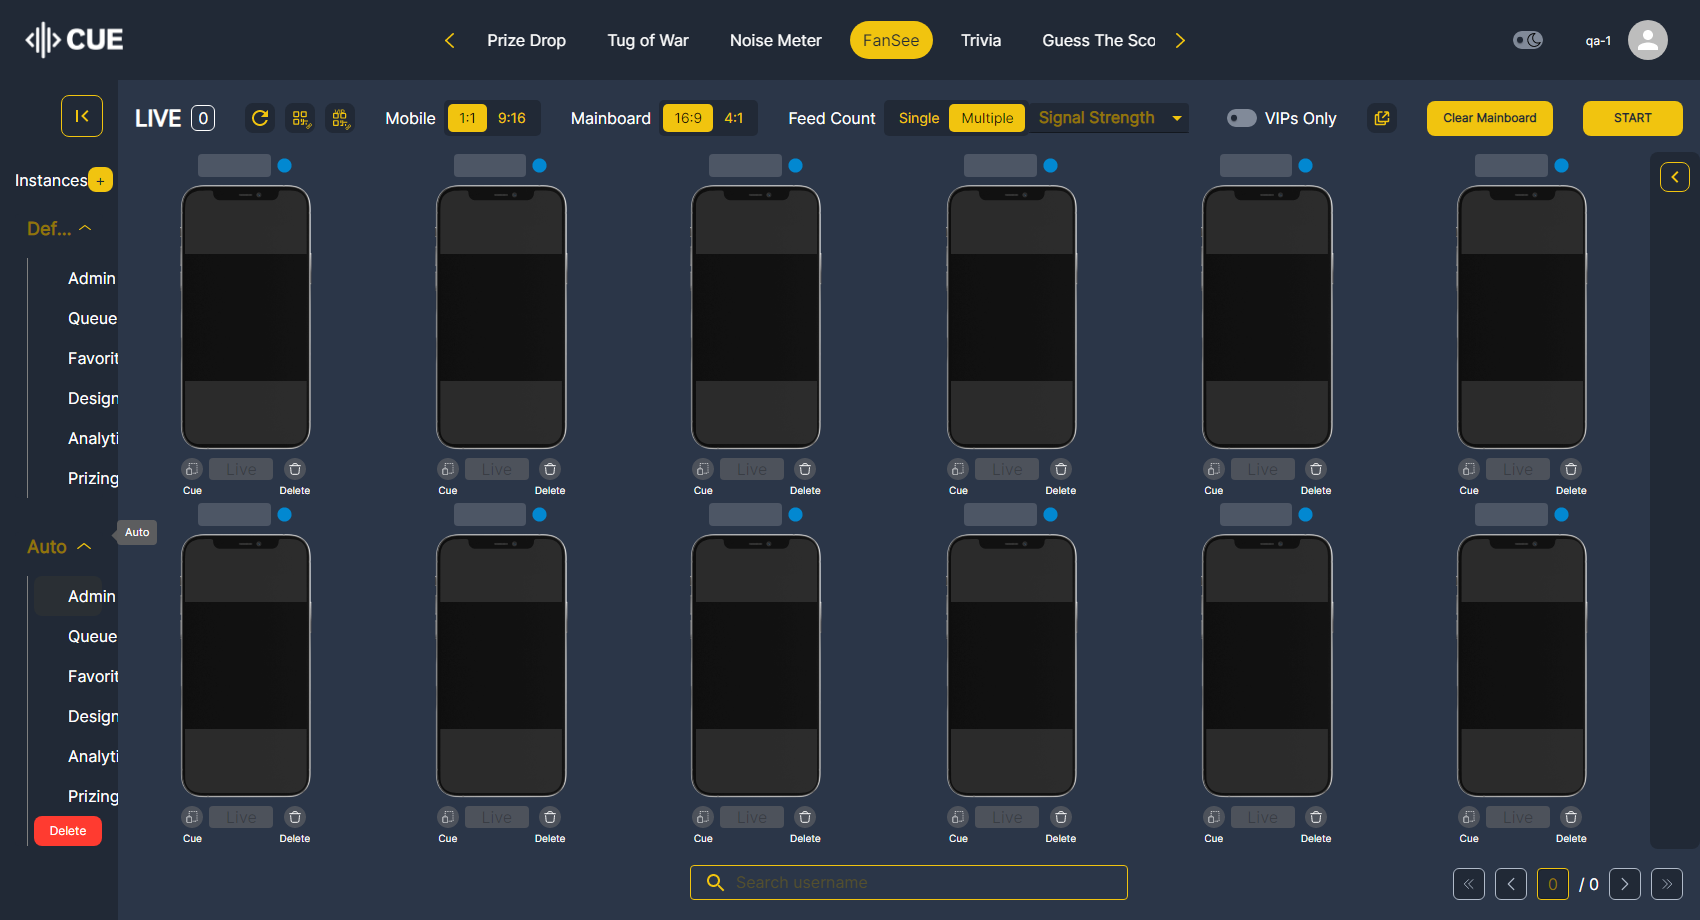 CUE
Prize Drop
Tug of War
Noise Meter
FanSee
Trivia
Guess The Sco
qa-1
LIVE 0
Mobile 1:1 9:16
Mainboard 16:9 4:1
Feed Count Single Multiple
Signal Strength
VIPs Only
Clear Mainboard
START
Instances +
Def...
Admin
Queue
Favorit
Design
Analyti
Prizing
Auto
Auto
Admin
Queue
Favorit
Design
Analyti
Prizing
Delete
Live Live Live Live Live Live
Cue Delete Cue Delete Cue Delete Cue Delete Cue Delete Cue Delete
Live Live Live Live Live Live
Cue Delete Cue Delete Cue Delete Cue Delete Cue Delete Cue Delete
Search username
0 / 0